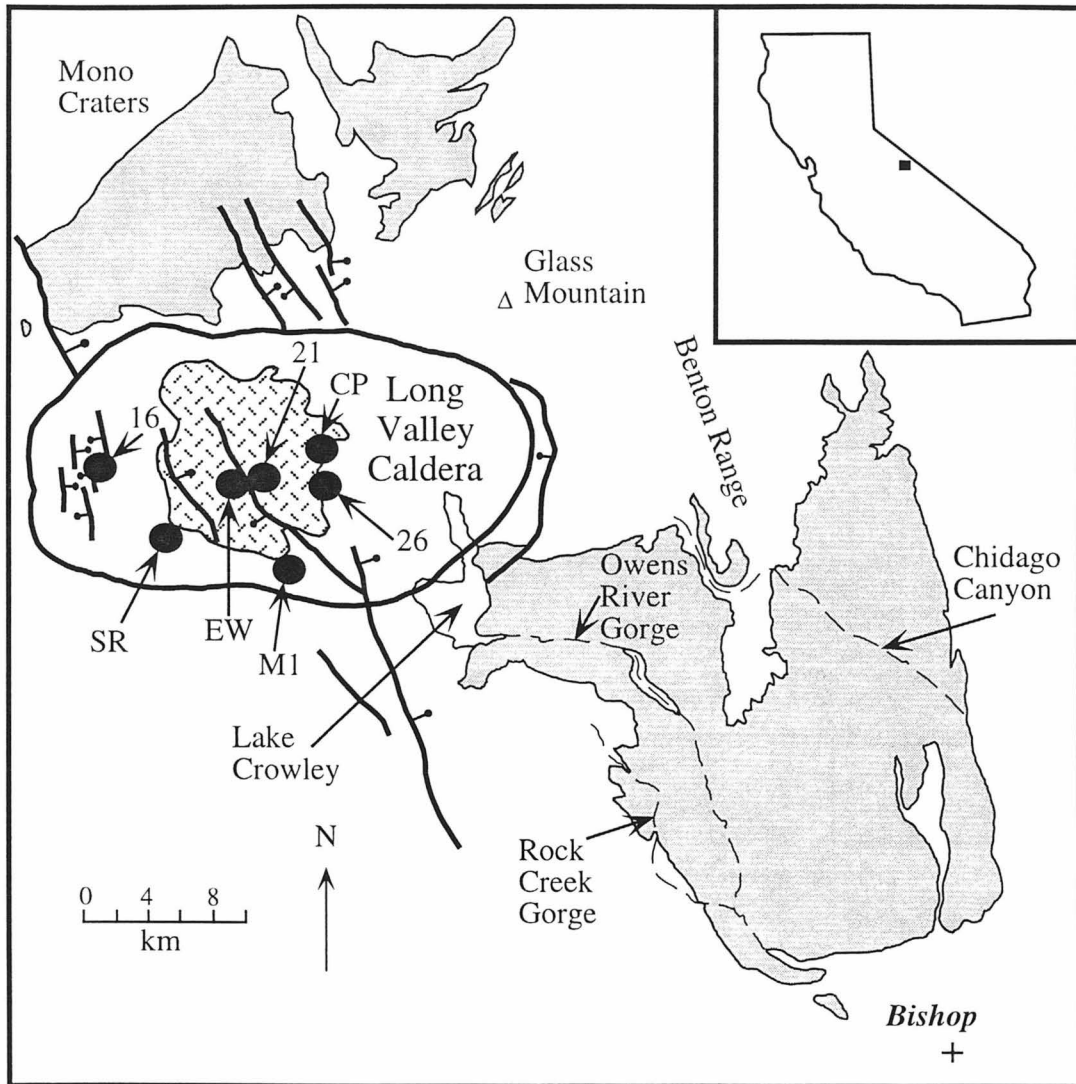 Mono
Craters
Glass
Mountain
21
CP
16
Long
Valley
Caldera
Benton Range
26
Owens
River
Gorge
Chidago
Canyon
SR
EW
M1
Lake
Crowley
N
Rock
Creek
Gorge
0 4 8
km
Bishop